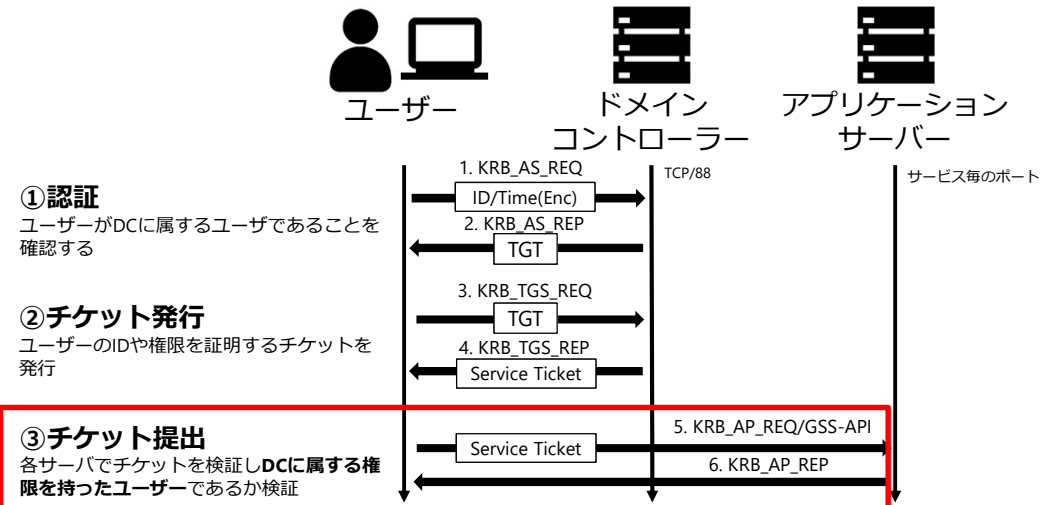 ユーザー
ドメイン
コントローラー
アプリケーション
サーバー
TCP/88
サービス毎のポート
①認証
ユーザーがDCに属するユーザであることを
確認する
1. KRB_AS_REQ
ID/Time(Enc)
2. KRB_AS_REP
TGT
②チケット発行
ユーザーのIDや権限を証明するチケットを
発行
3. KRB_TGS_REQ
TGT
4. KRB_TGS_REP
Service Ticket
③チケット提出
各サーバでチケットを検証しDCに属する権
限を持ったユーザーであるか検証
5. KRB_AP_REQ/GSS-API
Service Ticket
6. KRB_AP_REP